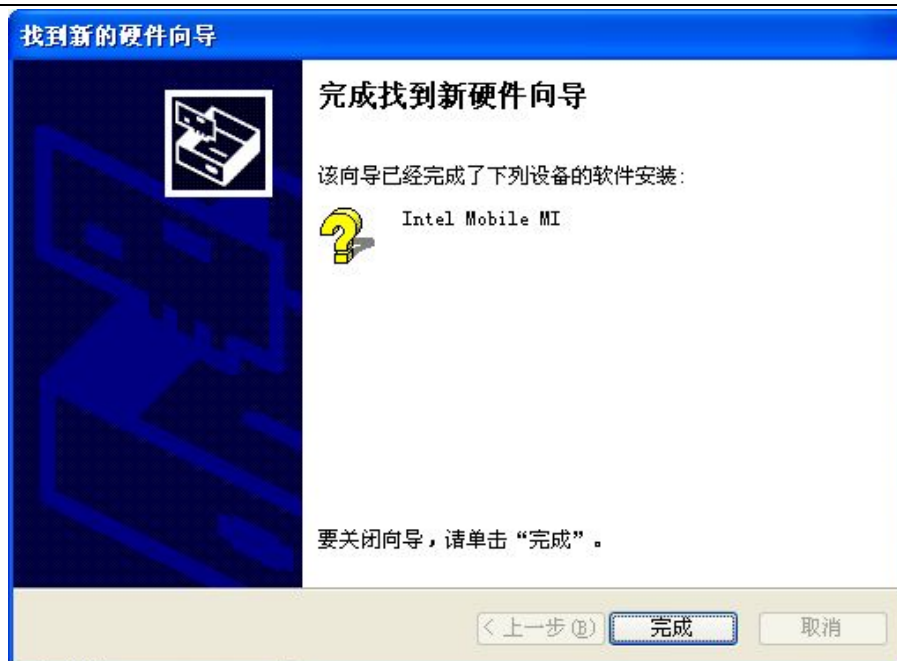 找到新的硬件向导
完成找到新硬件向导
该向导已经完成了下列设备的软件安装:
Intel Mobile MI
要关闭向导，请单击“完成”。
< 上一步(B)
完成
取消